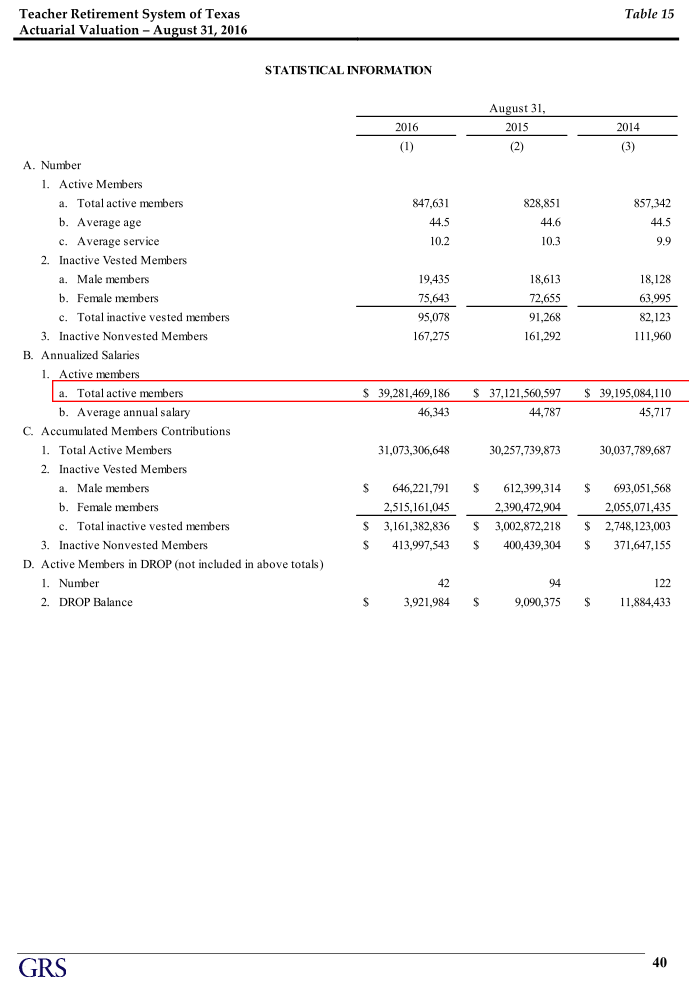 Teacher Retirement System of Texas Table 15
Actuarial Valuation – August 31, 2016
STATISTICAL INFORMATION
August 31,
2016 2015 2014
(1) (2) (3)
A. Number
1. Active Members
a. Total active members 847,631 828,851 857,342
b. Average age 44.5 44.6 44.5
c. Average service 10.2 10.3 9.9
2. Inactive Vested Members
a. Male members 19,435 18,613 18,128
b. Female members 75,643 72,655 63,995
c. Total inactive vested members 95,078 91,268 82,123
3. Inactive Nonvested Members 167,275 161,292 111,960
B. Annualized Salaries
1. Active members
a. Total active members $ 39,281,469,186 $ 37,121,560,597 $ 39,195,084,110
b. Average annual salary 46,343 44,787 45,717
C. Accumulated Members Contributions
1. Total Active Members 31,073,306,648 30,257,739,873 30,037,789,687
2. Inactive Vested Members
a. Male members $ 646,221,791 $ 612,399,314 $ 693,051,568
b. Female members 2,515,161,045 2,390,472,904 2,055,071,435
c. Total inactive vested members $ 3,161,382,836 $ 3,002,872,218 $ 2,748,123,003
3. Inactive Nonvested Members $ 413,997,543 $ 400,439,304 $ 371,647,155
D. Active Members in DROP (not included in above totals)
1. Number 42 94 122
2. DROP Balance $ 3,921,984 $ 9,090,375 $ 11,884,433
GRS 40